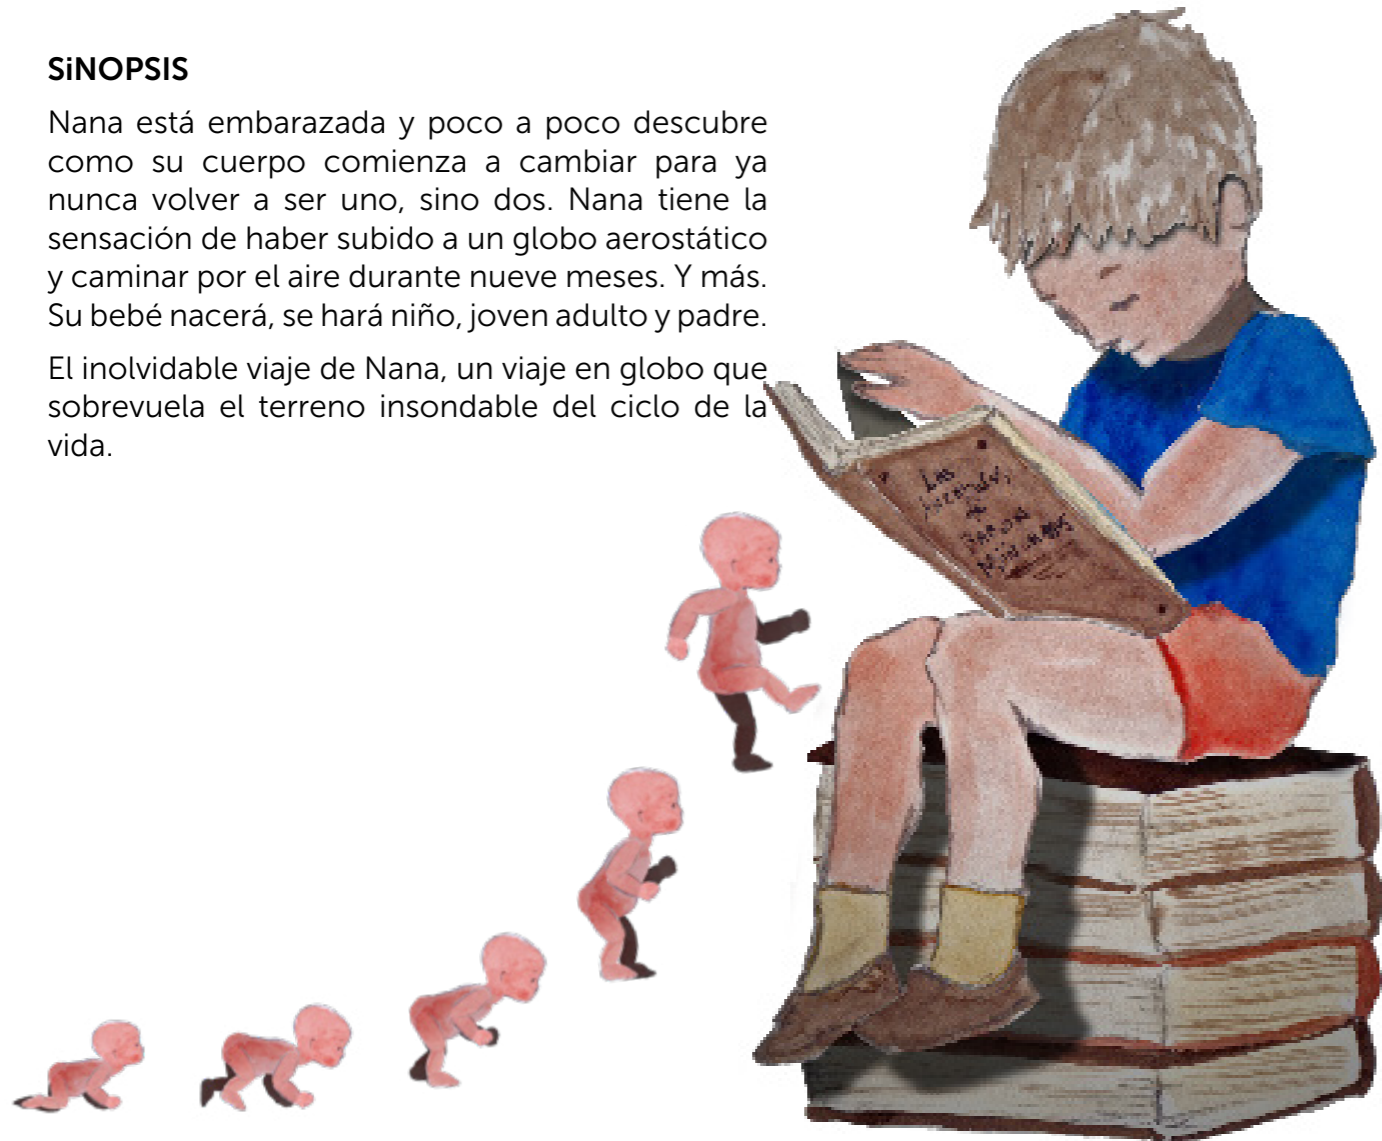 SiNOPSIS
Nana está embarazada y poco a poco descubre
como su cuerpo comienza a cambiar para ya
nunca volver a ser uno, sino dos. Nana tiene la
sensación de haber subido a un globo aerostático
y caminar por el aire durante nueve meses. Y más.
Su bebé nacerá, se hará niño, joven adulto y padre.
El inolvidable viaje de Nana, un viaje en globo que
sobrevuela el terreno insondable del ciclo de la
vida.
Las